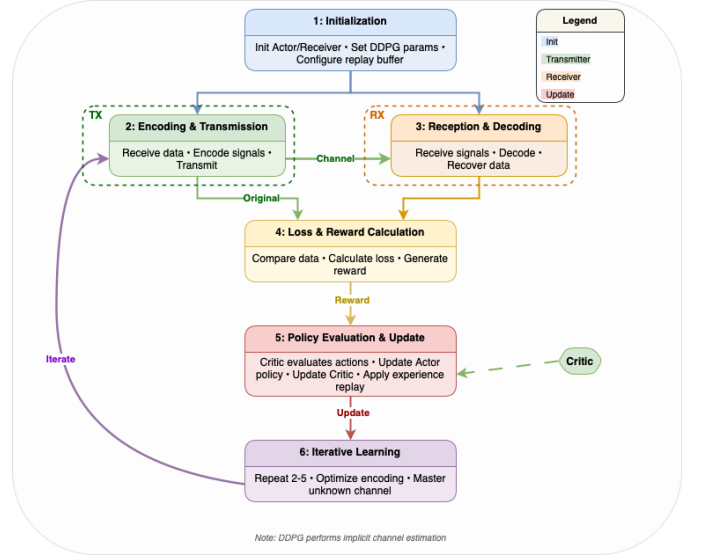 1: Initialization
Init Actor/Receiver • Set DDPG params •
Configure replay buffer
Legend
Init
Transmitter
Receiver
Update
TX
2: Encoding & Transmission
Receive data • Encode signals •
Transmit
Channel
RX
3: Reception & Decoding
Receive signals • Decode •
Recover data
Original
4: Loss & Reward Calculation
Compare data • Calculate loss • Generate
reward
Reward
5: Policy Evaluation & Update
Critic evaluates actions • Update Actor
policy • Update Critic • Apply experience
replay
Critic
Iterate
Update
6: Iterative Learning
Repeat 2-5 • Optimize encoding • Master
unknown channel
Note: DDPG performs implicit channel estimation